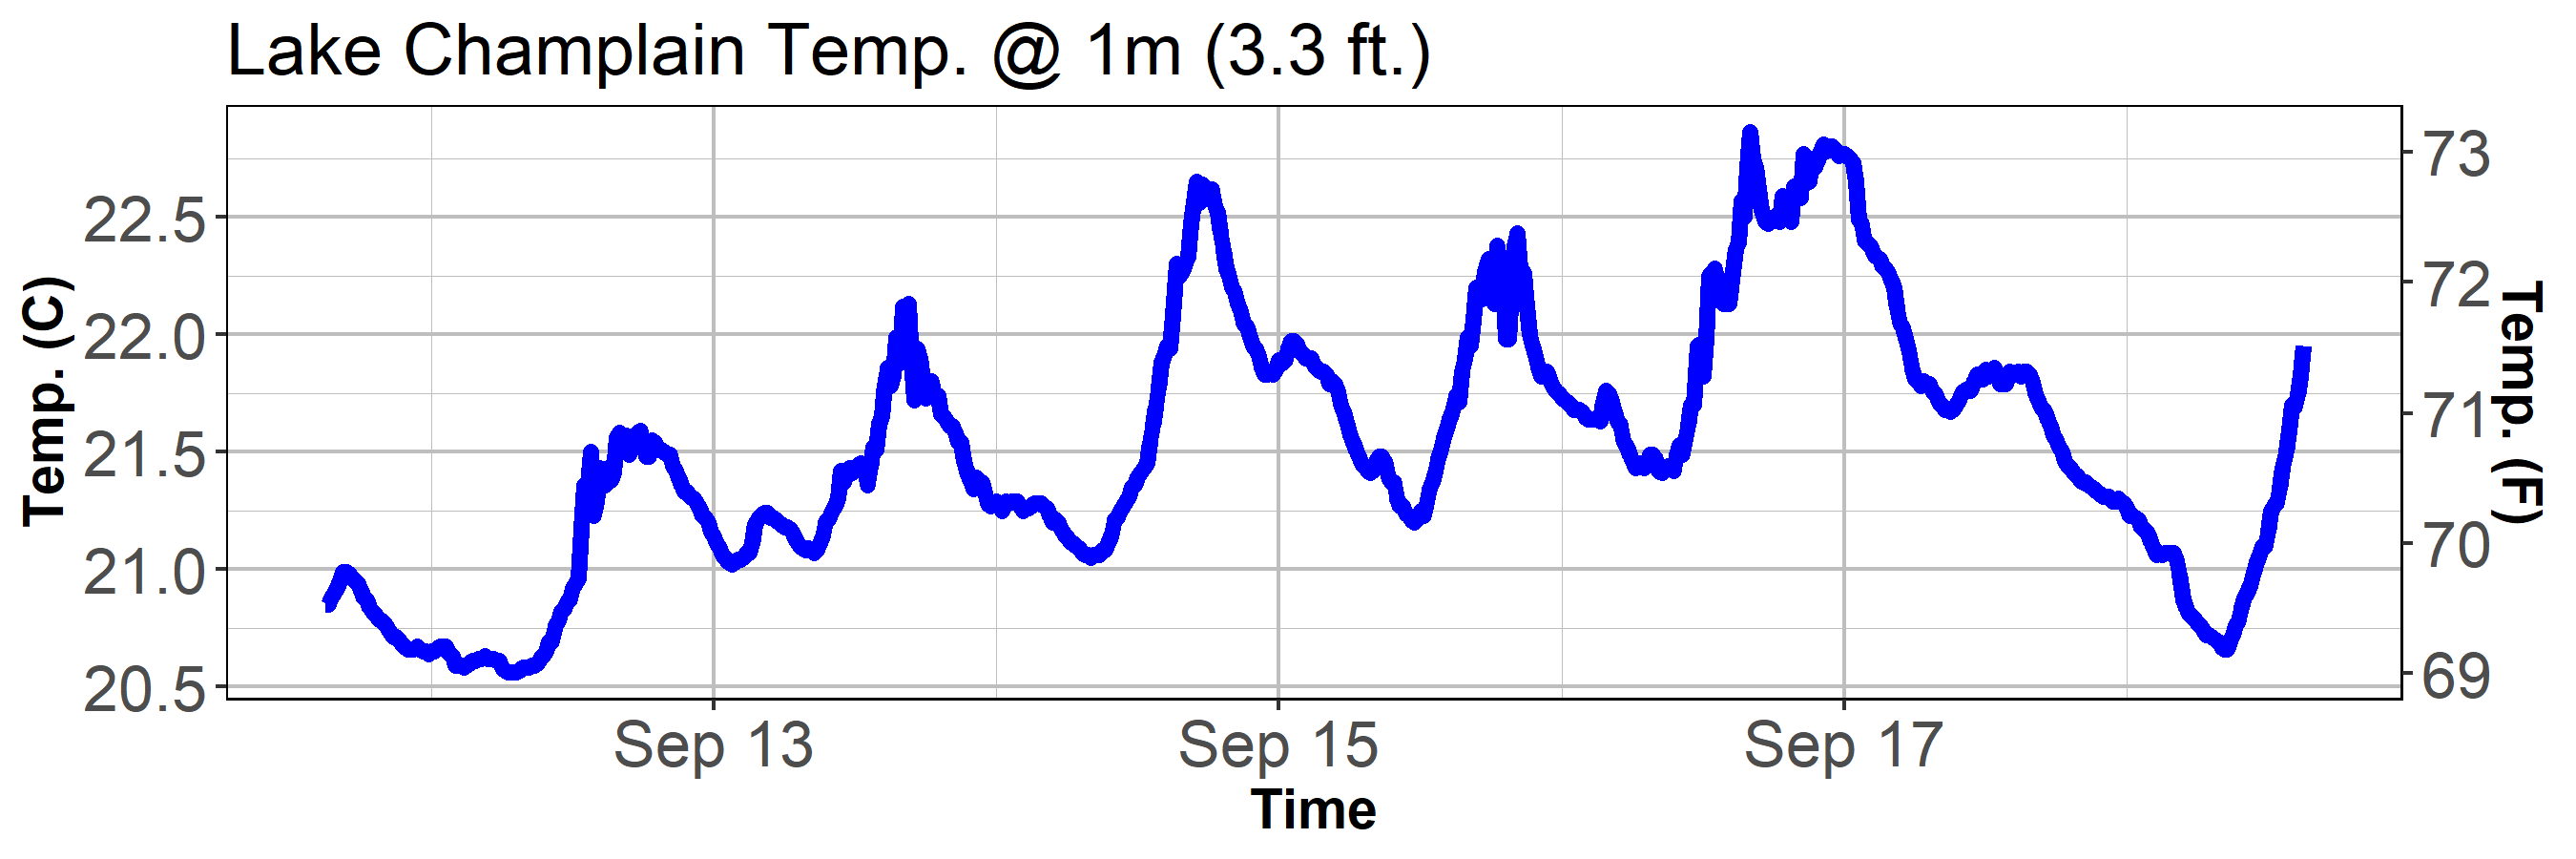 Lake Champlain Temp. @ 1m (3.3 ft.)
Temp. (C)
22.5
22.0
21.5
21.0
20.5
73
72
71
70
69
Temp. (F)
Sep 13 Sep 15 Sep 17
Time